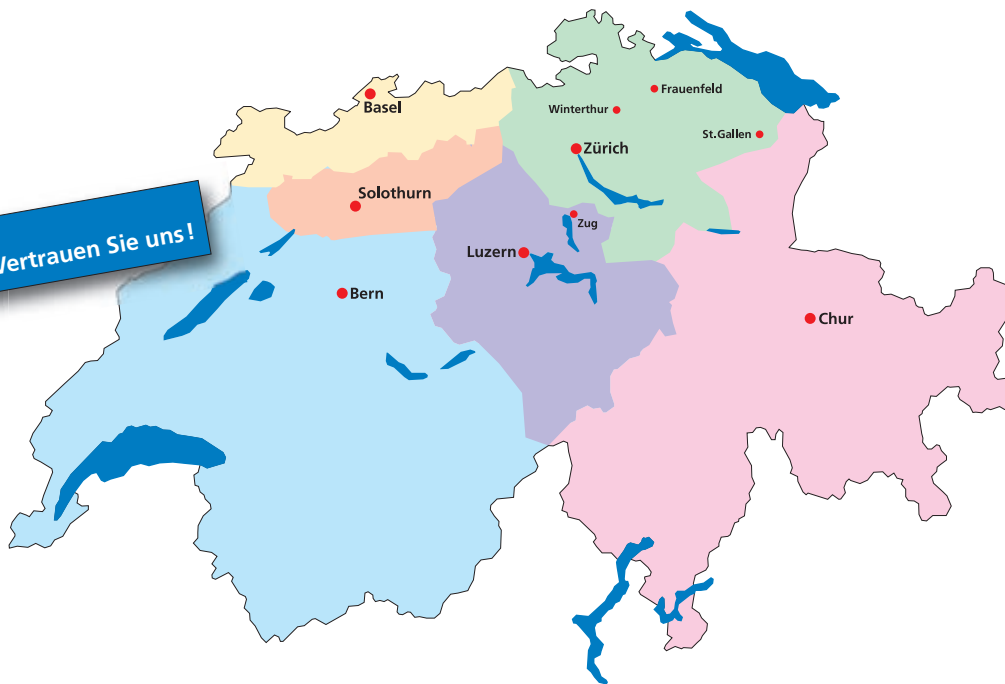 Frauenfeld
Basel
Winterthur
St.Gallen
Zürich
Solothurn
Vertrauen Sie uns!
Zug
Luzern
Bern
Chur